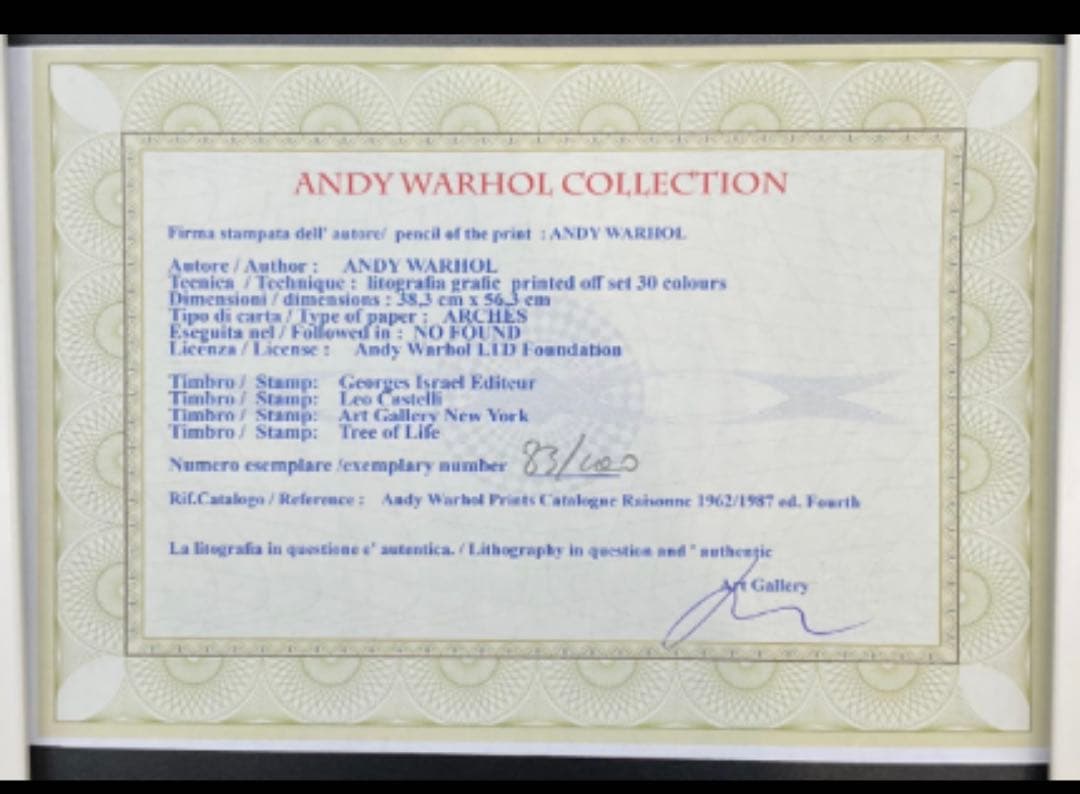 ANDY WARHOL COLLECTION
Firma stampata dell' autore/ pencil of the print : ANDY WARHOL
Autore / Author : ANDY WARHOL
Tecnica / Technique : litografia grafic printed off set 30 colours
Dimensioni / dimensions : 38,3 cm x 56,3 cm
Tipo di carta / Type of paper : ARCHES
Eseguita nel / Followed in : NO FOUND
Licenza / License : Andy Warhol LTD Foundation
Timbro / Stamp: Georges Israel Editeur
Timbro / Stamp: Leo Castelli
Timbro / Stamp: Art Gallery New York
Timbro / Stamp: Tree of Life
Numero esemplare /exemplary number 83/100
Rif.Catalogo / Reference : Andy Warhol Prints Catalogue Raisonne 1962/1987 ed. Fourth
La litografia in questione e' autentica. / Lithography in question and " authentic
Art Gallery